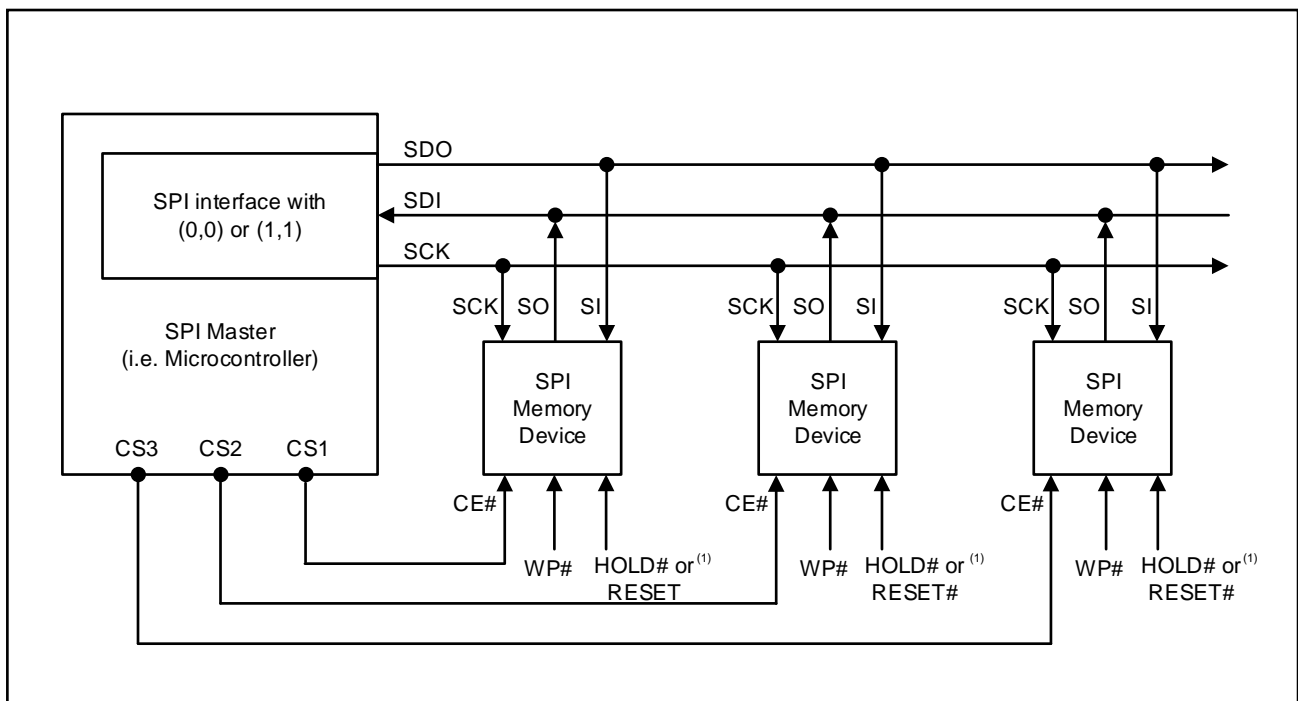 SDO
SPI interface with
(0,0) or (1,1)
SDI
SCK
SPI Master
(i.e. Microcontroller)
SCK SO SI
SCK SO SI
SCK SO SI
SPI
Memory
Device
SPI
Memory
Device
SPI
Memory
Device
CS3 CS2 CS1
CE#
WP#
HOLD# or (1)
RESET
CE#
WP#
HOLD# or (1)
RESET#
CE#
WP#
HOLD# or (1)
RESET#